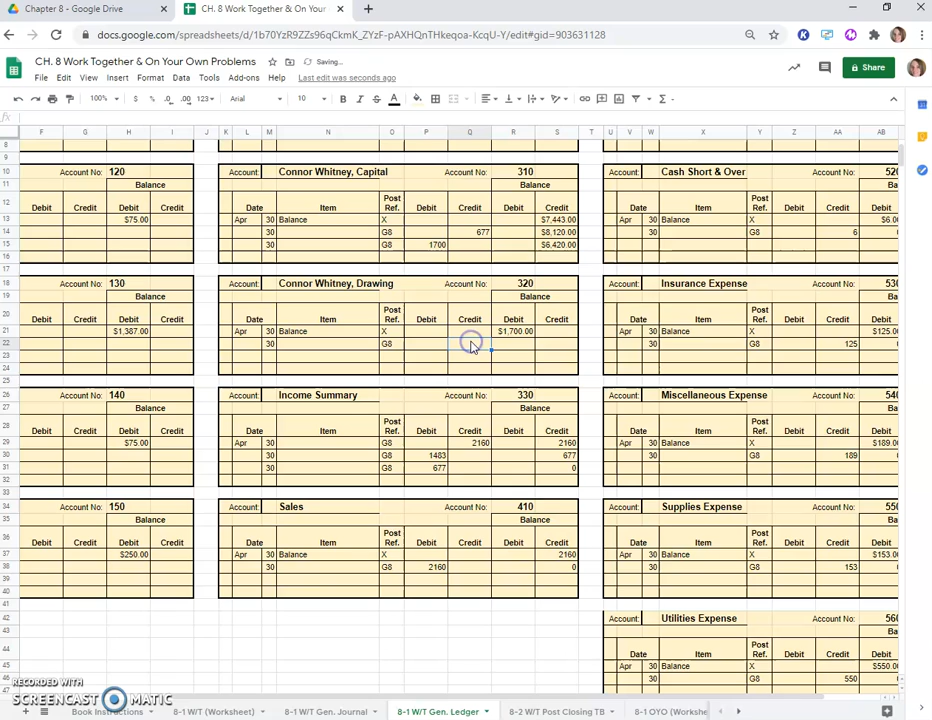 Chapter 8 - Google Drive
CH. 8 Work Together & On Your
docs.google.com/spreadsheets/d/1b70YzR9ZZs96qCkmK_ZYzF-pAXHQnTHkeqoa-KcqU-Y/edit#gid=903631128
CH. 8 Work Together & On Your Own Problems Saving...
File Edit View Insert Format Data Tools Add-ons Help Last edit was seconds ago
Share
100% $ % .0 .00 123 Arial 10 B I S A
fx
F G H I J K L M N O P Q R S T U V W X Y Z AA AB
8
9
10 Account No: 120 Account: Connor Whitney, Capital Account No: 310 Account: Cash Short & Over Account No: 520
11 Balance Balance Ba
12 Debit Credit Debit Credit Date Item Post Ref. Debit Credit Debit Credit Date Item Post Ref. Debit Credit Debit
13 $75.00 Apr 30 Balance X $7,443.00 Apr 30 Balance X $6.0
14 30 G8 677 $8,120.00 30 G8 6
15 30 G8 1700 $6,420.00
16
17
18 Account No: 130 Account: Connor Whitney, Drawing Account No: 320 Account: Insurance Expense Account No: 530
19 Balance Balance Ba
20 Debit Credit Debit Credit Date Item Post Ref. Debit Credit Debit Credit Date Item Post Ref. Debit Credit Debit
21 $1,387.00 Apr 30 Balance X $1,700.00 Apr 30 Balance X $125.0
22 30 G8 30 G8 125
23
24
25
26 Account No: 140 Account: Income Summary Account No: 330 Account: Miscellaneous Expense Account No: 540
27 Balance Balance Ba
28 Debit Credit Debit Credit Date Item Post Ref. Debit Credit Debit Credit Date Item Post Ref. Debit Credit Debit
29 $75.00 Apr 30 G8 2160 2160 Apr 30 Balance X $189.0
30 30 G8 1483 677 30 G8 189
31 30 G8 677 0
32
33
34 Account No: 150 Account: Sales Account No: 410 Account: Supplies Expense Account No: 550
35 Balance Balance Ba
36 Debit Credit Debit Credit Date Item Post Ref. Debit Credit Debit Credit Date Item Post Ref. Debit Credit Debit
37 $250.00 Apr 30 Balance X 2160 Apr 30 Balance X $153.0
38 30 G8 2160 0 30 G8 153
39
40
41
42 Account: Utilities Expense Account No: 560
43 Ba
44 Date Item Post Ref. Debit Credit Debit
45 Apr 30 Balance X $550.0
46 30 G8 550
47
RECORDED WITH
SCREENCAST MATIC
Book Instructions 8-1 W/T (Worksheet) 8-1 W/T Gen. Journal 8-1 W/T Gen. Ledger 8-2 W/T Post Closing TB 8-1 OYO (Workshe